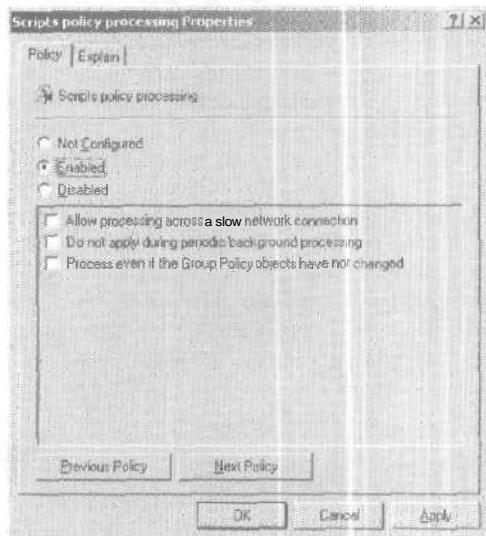 Scripts policy processing Properties
Policy
Explain
Scripts policy processing
Not Configured
Enabled
Disabled
Allow processing across a slow network connection
Do not apply during periodic background processing
Process even if the Group Policy objects have not changed
Previous Policy
Next Policy
OK
Cancel
Apply